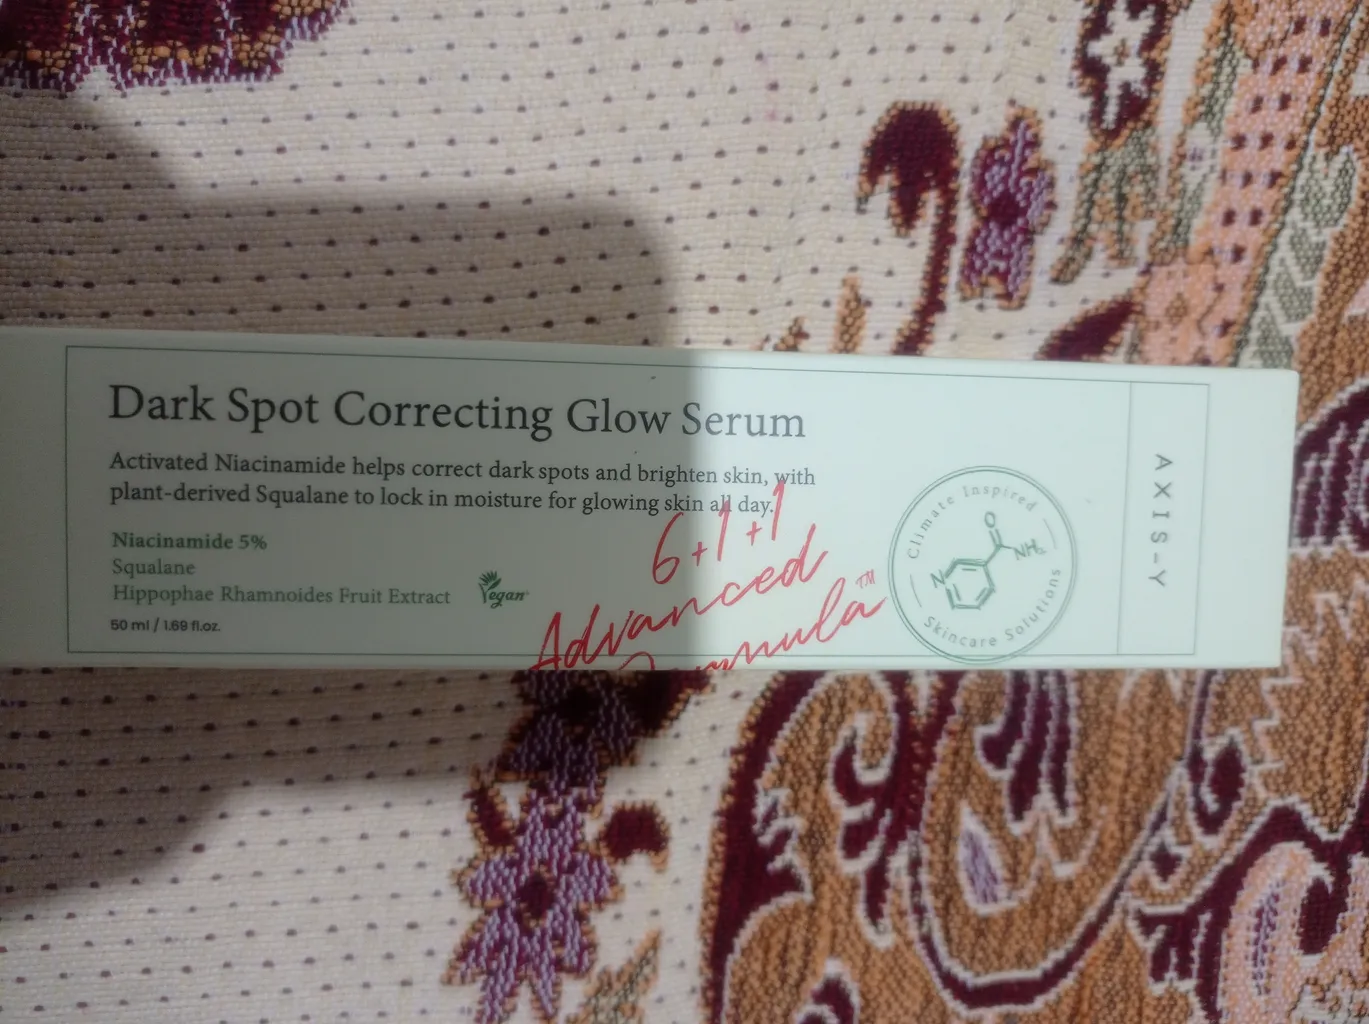 Dark Spot Correcting Glow Serum
Activated Niacinamide helps correct dark spots and brighten skin, with
plant-derived Squalane to lock in moisture for glowing skin all day.
Niacinamide 5%
Squalane
Hippophae Rhamnoides Fruit Extract
Vegan
50 ml / 1.69 fl.oz.
6+1+1
Advanced
Formula™
Climate Inspired
O
NH₂
N
Skincare Solutions
AXIS-Y